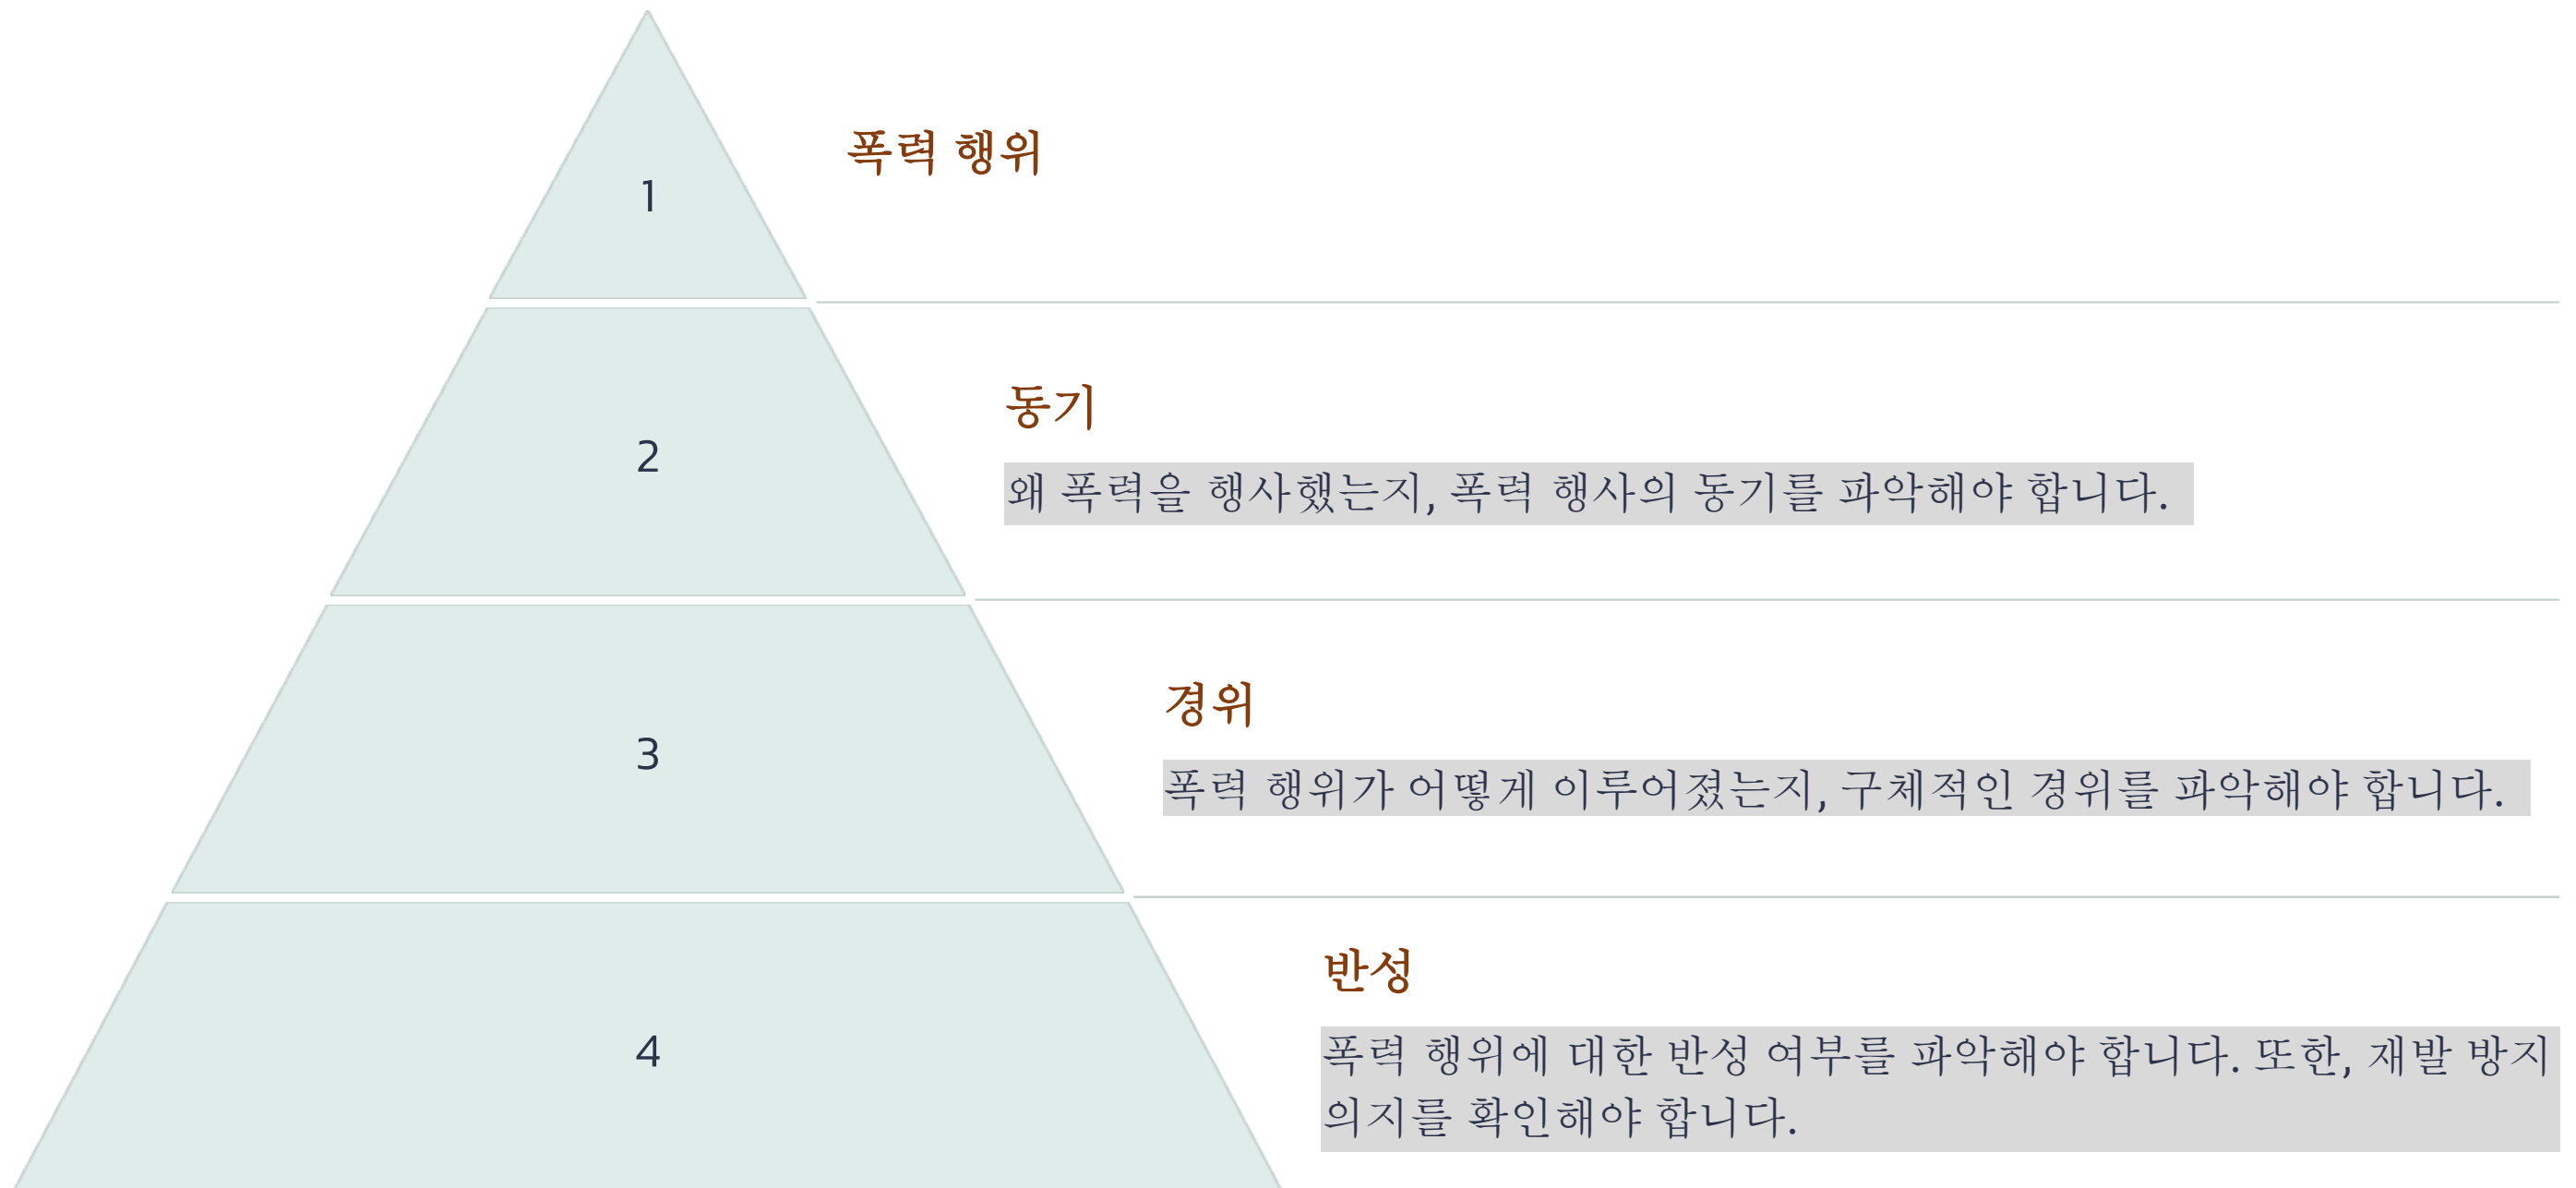 1
폭력 행위
2
동기
왜 폭력을 행사했는지, 폭력 행사의 동기를 파악해야 합니다.
3
경위
폭력 행위가 어떻게 이루어졌는지, 구체적인 경위를 파악해야 합니다.
4
반성
폭력 행위에 대한 반성 여부를 파악해야 합니다. 또한, 재발 방지
의지를 확인해야 합니다.